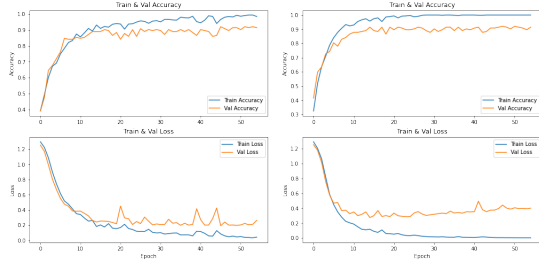 Train & Val Accuracy
Accuracy
1.0
0.9
0.8
0.7
0.6
0.5
0.4
0 10 20 30 40 50
Train Accuracy
Val Accuracy
Train & Val Accuracy
Accuracy
1.0
0.9
0.8
0.7
0.6
0.5
0.4
0.3
0 10 20 30 40 50
Train Accuracy
Val Accuracy
Train & Val Loss
Loss
1.2
1.0
0.8
0.6
0.4
0.2
0.0
0 10 20 30 40 50
Epoch
Train Loss
Val Loss
Train & Val Loss
Loss
1.2
1.0
0.8
0.6
0.4
0.2
0.0
0 10 20 30 40 50
Epoch
Train Loss
Val Loss